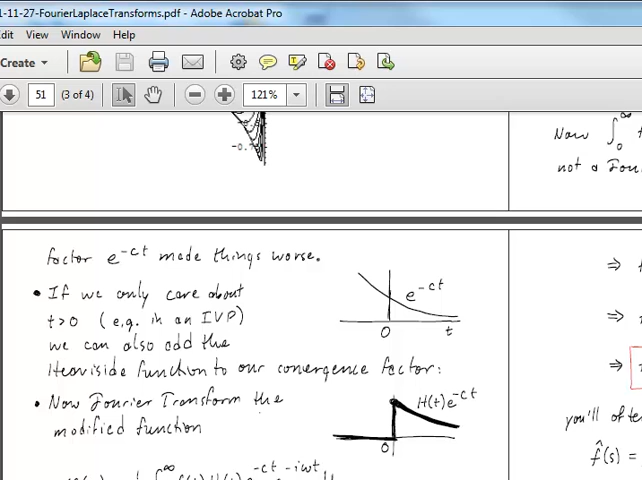 1-11-27-FourierLaplaceTransforms.pdf - Adobe Acrobat Pro
dit View Window Help
Create
51 (3 of 4) 121%
Now ∫₀^∞
not a Four
factor e^{-ct} made things worse.
• If we only care about
t>0 (e.g. in an IVP)
we can also add the
Heaviside function to our convergence factor:
e^{-ct}
0 t
• Now Fourier Transform the
modified function
H(t)e^{-ct}
0
⇒
⇒
⇒
you'll often
f̂(s) =